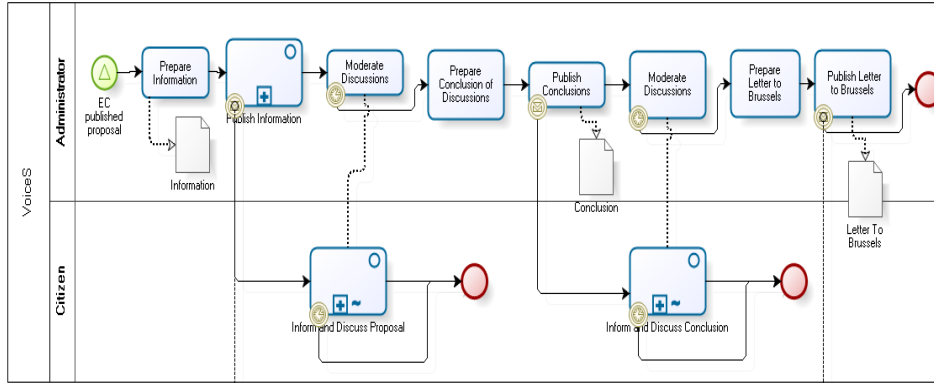 VoiceS
Administrator
EC
published
proposal
Prepare
Information
Information
Publish Information
Moderate
Discussions
Prepare
Conclusion of
Discussions
Publish
Conclusions
Conclusion
Moderate
Discussions
Prepare
Letter to
Brussels
Publish Letter
to Brussels
Letter To
Brussels
Citizen
Inform and Discuss Proposal
Inform and Discuss Conclusion